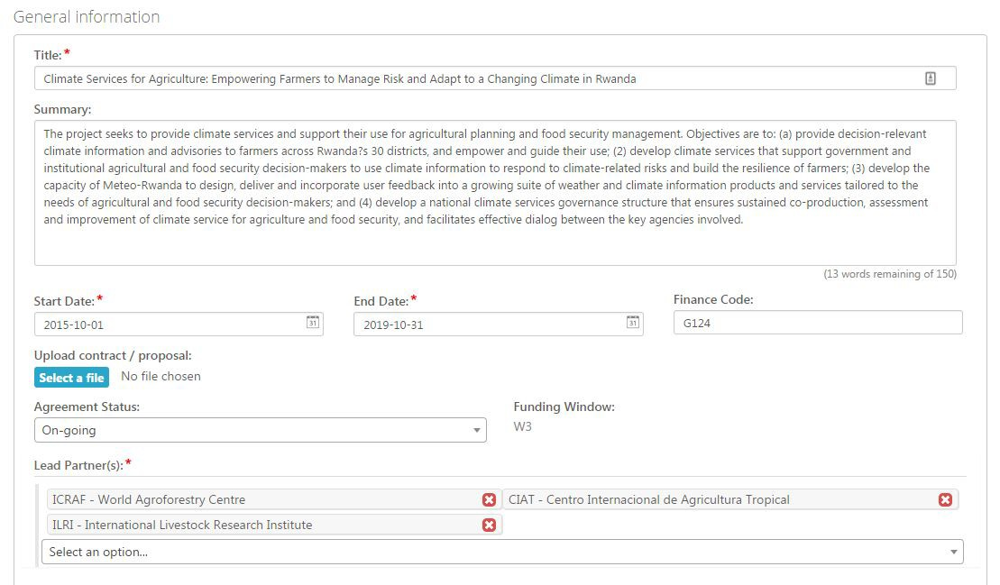 General information
Title:*
Climate Services for Agriculture: Empowering Farmers to Manage Risk and Adapt to a Changing Climate in Rwanda
Summary:
The project seeks to provide climate services and support their use for agricultural planning and food security management. Objectives are to: (a) provide decision-relevant
climate information and advisories to farmers across Rwanda?s 30 districts, and empower and guide their use; (2) develop climate services that support government and
institutional agricultural and food security decision-makers to use climate information to respond to climate-related risks and build the resilience of farmers; (3) develop the
capacity of Meteo-Rwanda to design, deliver and incorporate user feedback into a growing suite of weather and climate information products and services tailored to the
needs of agricultural and food security decision-makers; and (4) develop a national climate services governance structure that ensures sustained co-production, assessment
and improvement of climate service for agriculture and food security, and facilitates effective dialog between the key agencies involved.
(13 words remaining of 150)
Start Date:* End Date:* Finance Code:
2015-10-01 31 2019-10-31 31 G124
Upload contract / proposal:
Select a file No file chosen
Agreement Status: Funding Window:
On-going W3
Lead Partner(s):*
ICRAF - World Agroforestry Centre CIAT - Centro Internacional de Agricultura Tropical
ILRI - International Livestock Research Institute
Select an option...